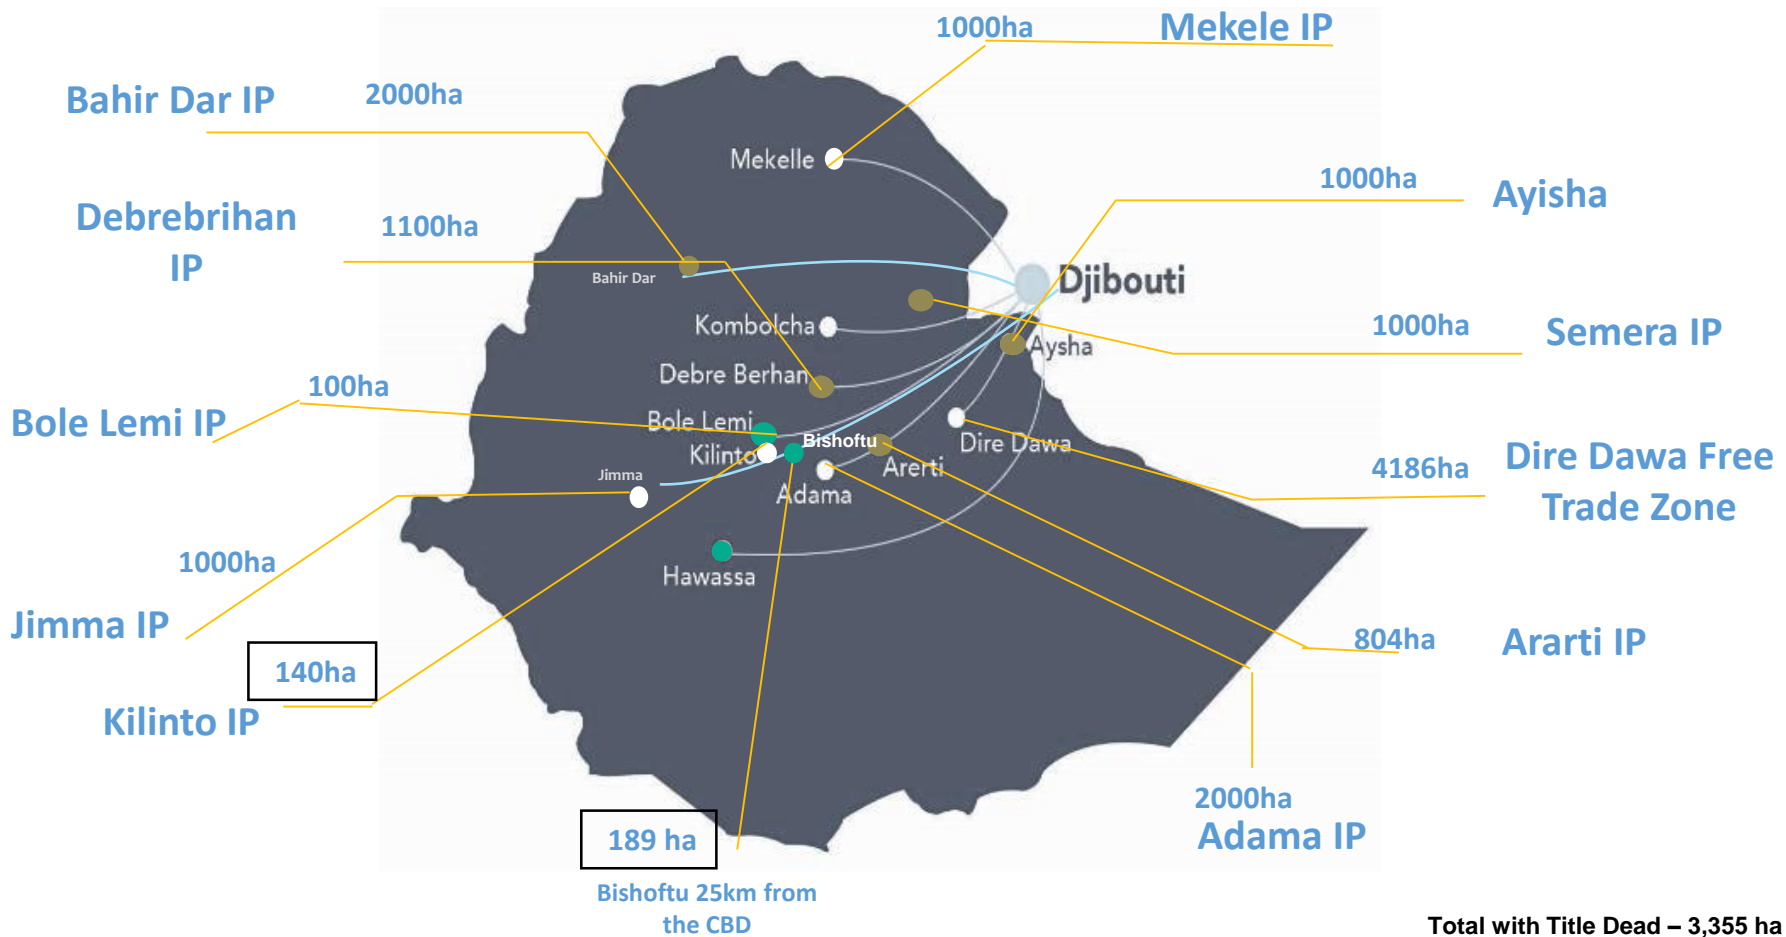 1000ha
Mekele IP
Bahir Dar IP
2000ha
Mekelle
1000ha
Ayisha
Debrebrihan
IP
1100ha
Bahir Dar
Djibouti
Kombolcha
1000ha
Semera IP
Aysha
Debre Berhan
100ha
Bole Lemi IP
Bole Lemi
Bishoftu
Kilinto
Dire Dawa
Arerti
4186ha
Dire Dawa Free
Trade Zone
Jimma
Adama
1000ha
Hawassa
Jimma IP
140ha
804ha
Ararti IP
Kilinto IP
2000ha
Adama IP
189 ha
Bishoftu 25km from
the CBD
Total with Title Dead – 3,355 ha